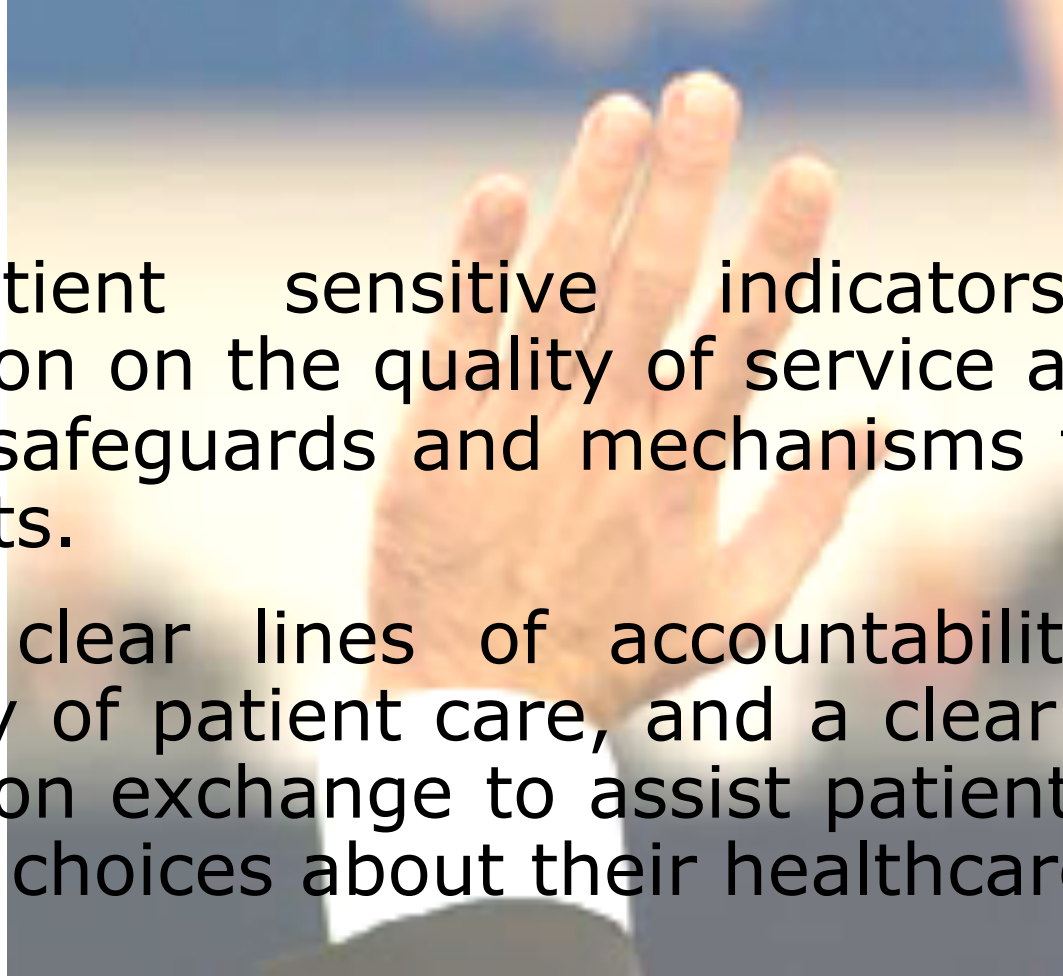 tient sensitive indicators
on on the quality of service a
safeguards and mechanisms
ts.
clear lines of accountabilit
y of patient care, and a clear
on exchange to assist patient
choices about their healthcar